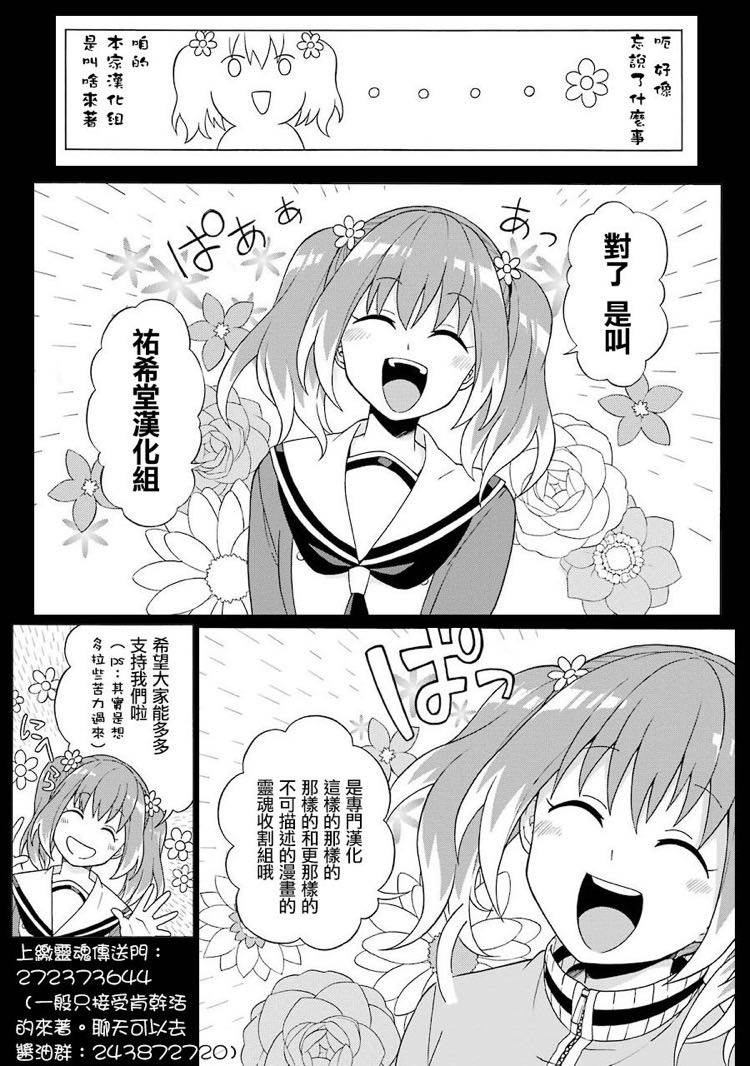 呃 好像
忘說了什麼事
咱的
本家漢化組
是叫啥來著
あっ
ぱぁぁ
對了 是叫
祐希堂漢化組
ぱっ
是專門漢化
這樣的那樣的
那樣的和更那樣的
不可描述的漫畫的
靈魂收割組哦
希望大家能多多
支持我們啦
(ps:其實是想
多拉些苦力過來)
にへら
上鏾靈魂傳送門：
272373644
（一般只接受肯幹活
的來著。聊天可以去
醬油群：243872720）